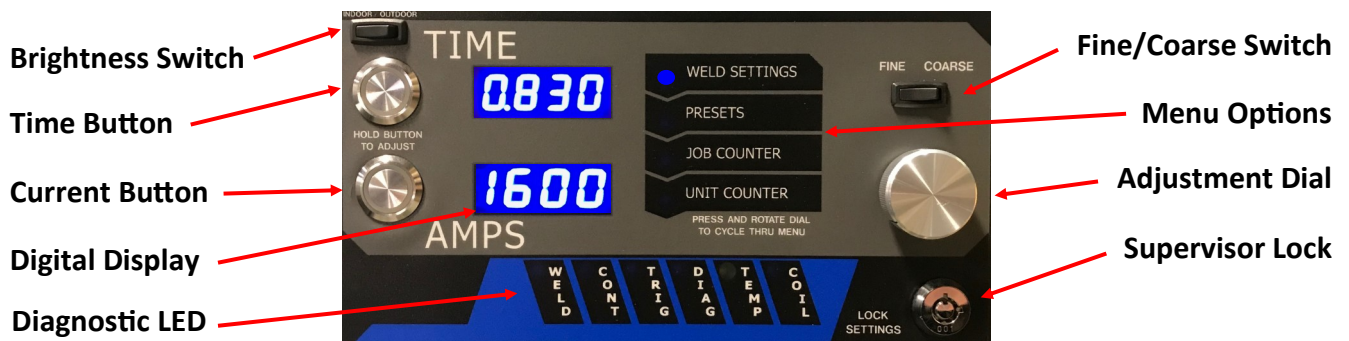 Brightness Switch
Time Button
Current Button
Digital Display
Diagnostic LED
INDOOR / OUTDOOR
TIME
0.830
HOLD BUTTON
TO ADJUST
1600
AMPS
WELD SETTINGS
PRESETS
JOB COUNTER
UNIT COUNTER
PRESS AND ROTATE DIAL
TO CYCLE THRU MENU
FINE COARSE
WELD
CONT
TRIG
DIAG
TEMP
COIL
LOCK
SETTINGS
Fine/Coarse Switch
Menu Options
Adjustment Dial
Supervisor Lock